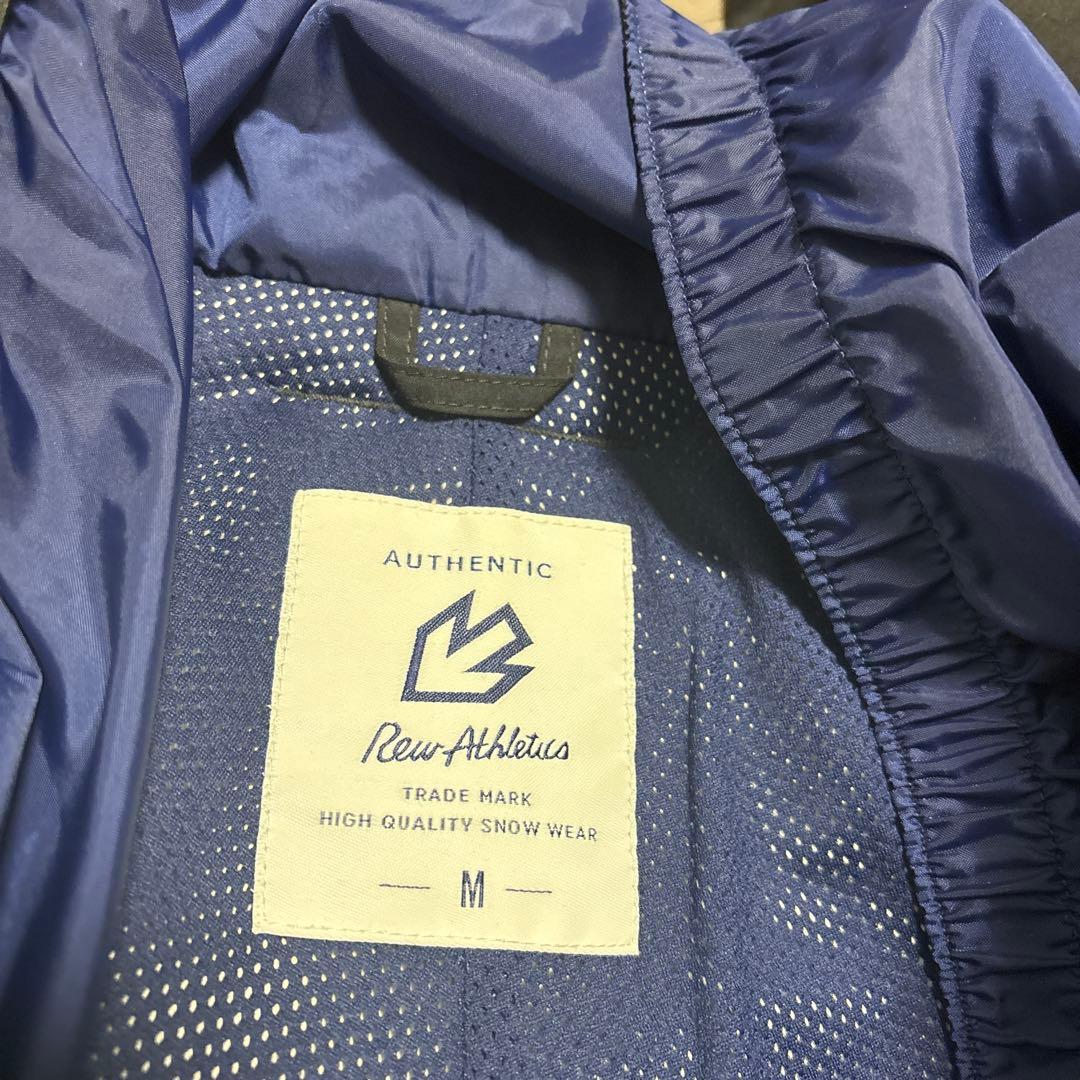 AUTHENTIC
Rew-Athletics
TRADE MARK
HIGH QUALITY SNOW WEAR
M